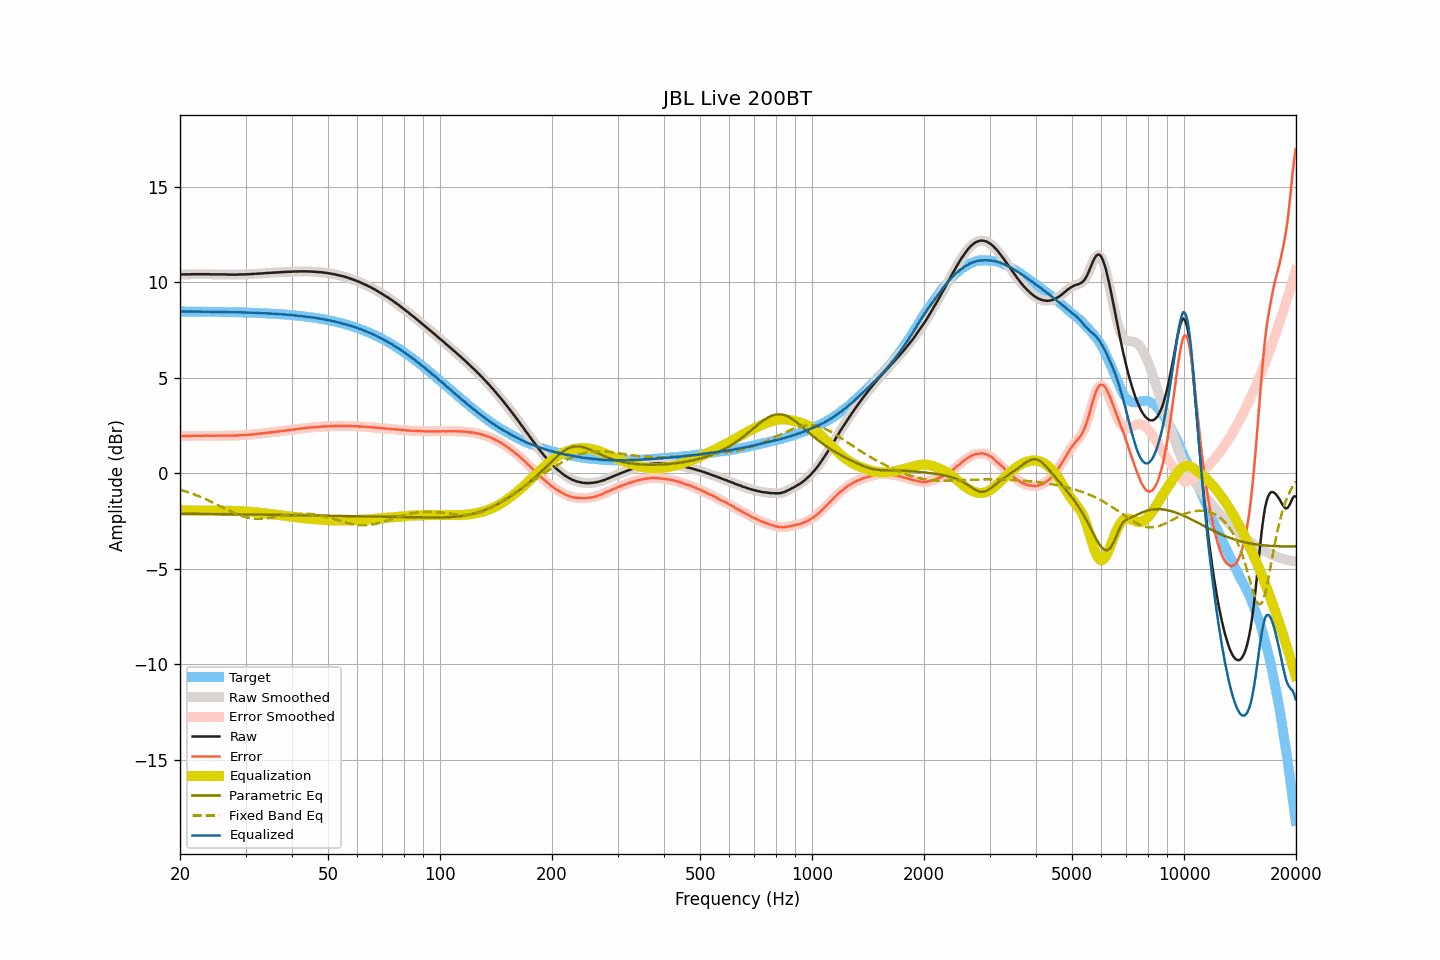 JBL Live 200BT
Amplitude (dBr)
15
10
5
0
−5
−10
−15
Target
Raw Smoothed
Error Smoothed
Raw
Error
Equalization
Parametric Eq
Fixed Band Eq
Equalized
20 50 100 200 500 1000 2000 5000 10000 20000
Frequency (Hz)